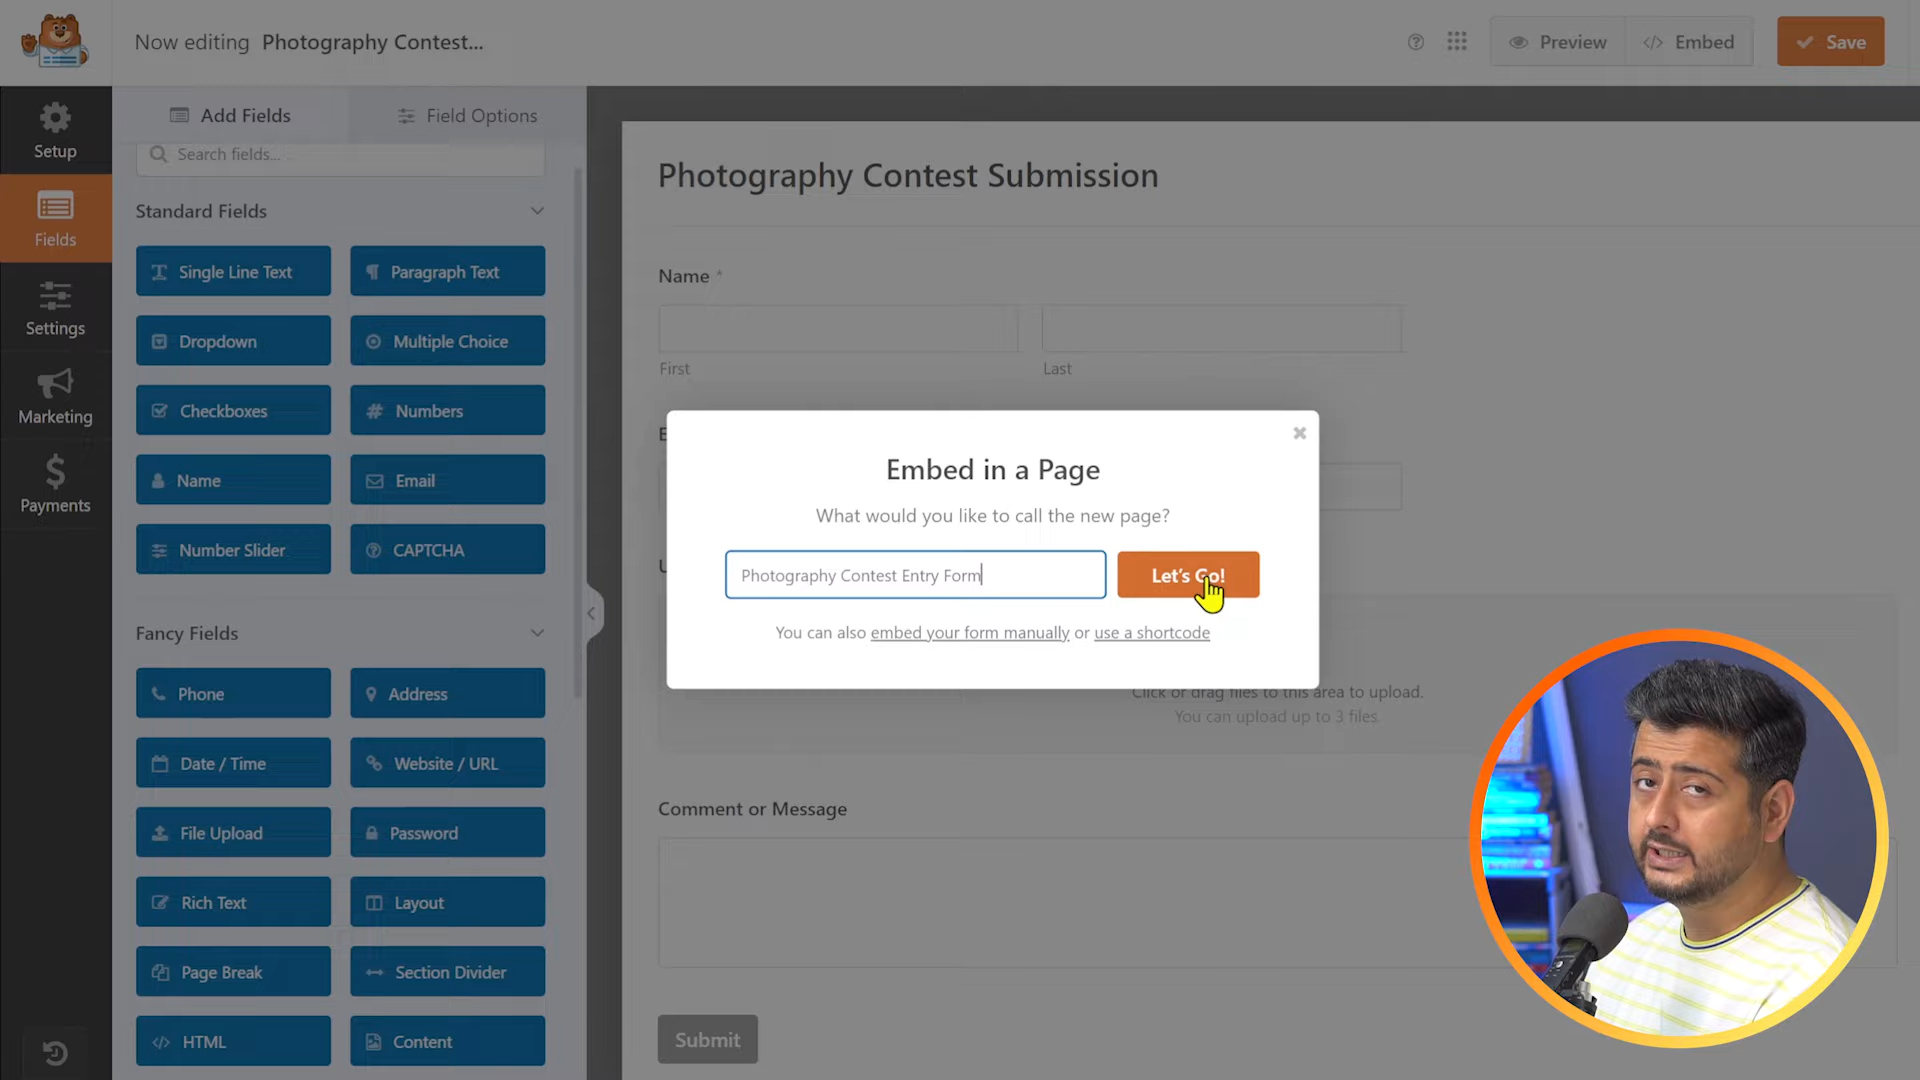 Now editing Photography Contest...
Preview
Embed
Save
Setup
Fields
Settings
Marketing
Payments
Add Fields
Field Options
Search fields...
Standard Fields
Single Line Text
Paragraph Text
Dropdown
Multiple Choice
Checkboxes
Numbers
Name
Email
Number Slider
CAPTCHA
Fancy Fields
Phone
Address
Date / Time
Website / URL
File Upload
Password
Rich Text
Layout
Page Break
Section Divider
HTML
Content
Photography Contest Submission
Name *
First
Last
Embed in a Page
What would you like to call the new page?
Photography Contest Entry Form
Let's Go!
You can also embed your form manually or use a shortcode
Click or drag files to this area to upload.
You can upload up to 3 files.
Comment or Message
Submit